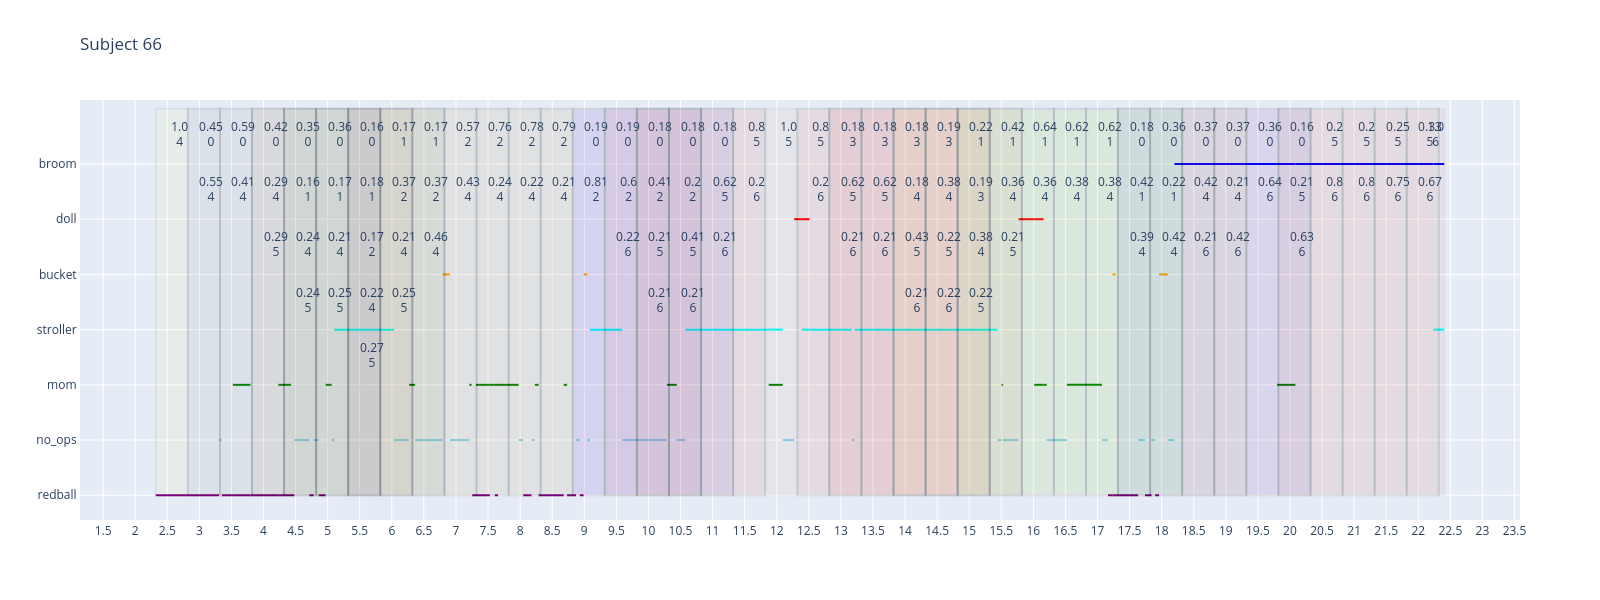 Subject 66
1.0 0.45 0.59 0.42 0.35 0.36 0.16 0.17 0.17 0.57 0.76 0.78 0.79 0.19 0.19 0.18 0.18 0.18 0.8 1.0 0.8 0.18 0.18 0.18 0.19 0.22 0.42 0.64 0.62 0.62 0.18 0.36 0.37 0.37 0.36 0.16 0.2 0.2 0.25
4 0 0 0 0 0 0 1 1 2 2 2 2 0 0 0 0 0 5 5 5 3 3 3 3 1 1 1 1 1 0 0 0 0 0 0 5 5 5
broom
0.55 0.41 0.29 0.16 0.17 0.18 0.37 0.37 0.43 0.24 0.22 0.21 0.81 0.6 0.41 0.2 0.62 0.2 0.2 0.62 0.62 0.18 0.38 0.19 0.36 0.36 0.38 0.38 0.42 0.22 0.42 0.21 0.64 0.21 0.8 0.8 0.75 0.67
4 4 4 1 1 1 2 2 4 4 4 4 2 2 2 2 5 6 6 5 5 4 4 3 4 4 4 4 1 1 4 4 6 5 6 6 6 6
doll
0.29 0.24 0.21 0.17 0.21 0.46 0.22 0.21 0.41 0.21 0.21 0.21 0.43 0.22 0.38 0.21 0.39 0.42 0.21 0.42 0.63
5 4 4 2 4 4 6 5 5 6 6 6 5 5 4 5 4 4 6 6 6
bucket
0.24 0.25 0.22 0.25 0.21 0.21 0.21 0.22 0.22
5 5 4 5 6 6 6 6 5
stroller
0.27
5
mom
no_ops
redball
1.5 2 2.5 3 3.5 4 4.5 5 5.5 6 6.5 7 7.5 8 8.5 9 9.5 10 10.5 11 11.5 12 12.5 13 13.5 14 14.5 15 15.5 16 16.5 17 17.5 18 18.5 19 19.5 20 20.5 21 21.5 22 22.5 23 23.5